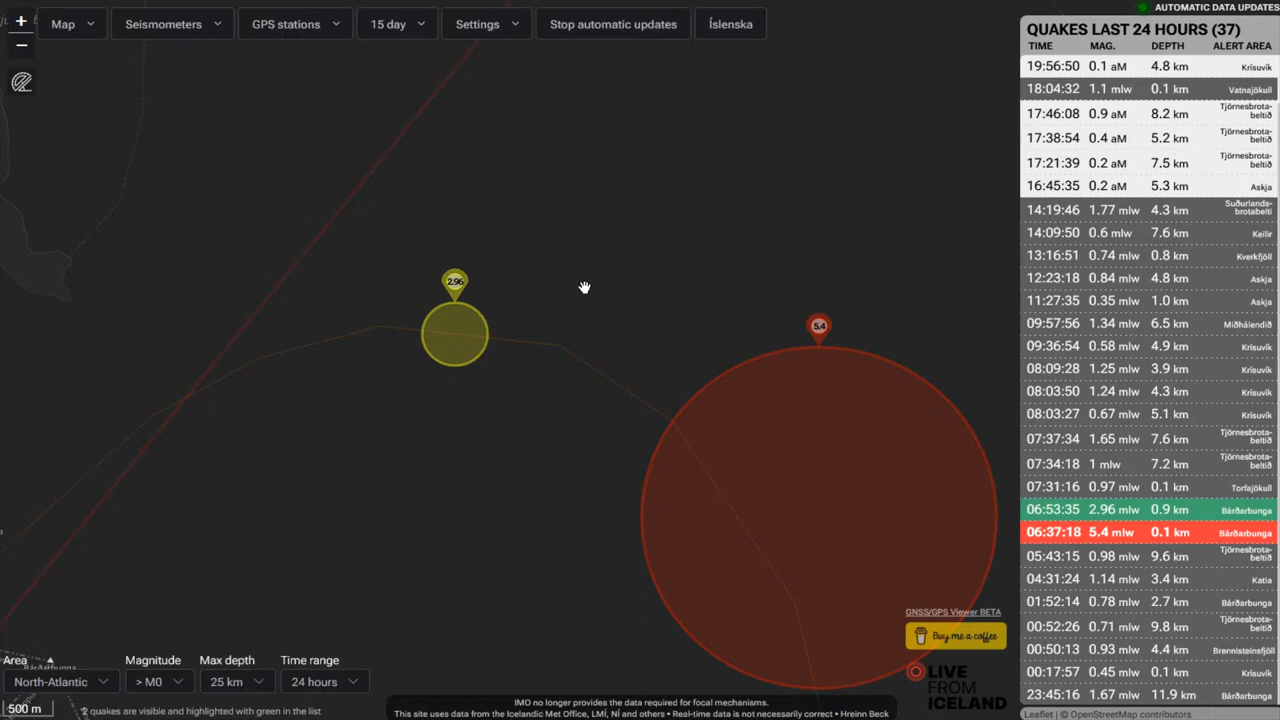 AUTOMATIC DATA UPDATES
+
Map
Seismometers
GPS stations
15 day
Settings
Stop automatic updates
Íslenska
−
QUAKES LAST 24 HOURS (37)
TIME MAG. DEPTH ALERT AREA
19:56:50 0.1 aM 4.8 km Krísuvík
18:04:32 1.1 mlw 0.1 km Vatnajökull
17:46:08 0.9 aM 8.2 km Tjörnesbrota-
beltið
17:38:54 0.4 aM 5.2 km Tjörnesbrota-
beltið
17:21:39 0.2 aM 7.5 km Tjörnesbrota-
beltið
16:45:35 0.2 aM 5.3 km Askja
14:19:46 1.77 mlw 4.3 km Suðurlands-
brotabelti
14:09:50 0.6 mlw 7.6 km Keilir
13:16:51 0.74 mlw 0.8 km Kverkfjöll
12:23:18 0.84 mlw 4.8 km Askja
11:27:35 0.35 mlw 1.0 km Askja
09:57:56 1.34 mlw 6.5 km Miðhálendið
09:36:54 0.58 mlw 4.9 km Krísuvík
08:09:28 1.25 mlw 3.9 km Krísuvík
08:03:50 1.24 mlw 4.3 km Krísuvík
08:03:27 0.67 mlw 5.1 km Krísuvík
07:37:34 1.65 mlw 7.6 km Tjörnesbrota-
beltið
07:34:18 1 mlw 7.2 km Tjörnesbrota-
beltið
07:31:16 0.97 mlw 0.1 km Torfajökull
06:53:35 2.96 mlw 0.9 km Bárðarbunga
06:37:18 5.4 mlw 0.1 km Bárðarbunga
05:43:15 0.98 mlw 9.6 km Tjörnesbrota-
beltið
04:31:24 1.14 mlw 3.4 km Katla
01:52:14 0.78 mlw 2.7 km Bárðarbunga
00:52:26 0.71 mlw 9.8 km Tjörnesbrota-
beltið
00:50:13 0.93 mlw 4.4 km Brennisteinsfjöll
00:17:57 0.45 mlw 0.1 km Krísuvík
23:45:16 1.67 mlw 11.9 km Bárðarbunga
2.96
5.4
GNSS/GPS Viewer BETA
Buy me a coffee
LIVE
FROM
ICELAND
Bárðarbunga
Area Magnitude Max depth Time range
North-Atlantic > M0 25 km 24 hours
500 m
2 quakes are visible and highlighted with green in the list
IMO no longer provides the data required for focal mechanisms.
This site uses data from the Icelandic Met Office, LMÍ, NÍ and others • Real-time data is not necessarily correct • Hreinn Beck
Leaflet | © OpenStreetMap contributors